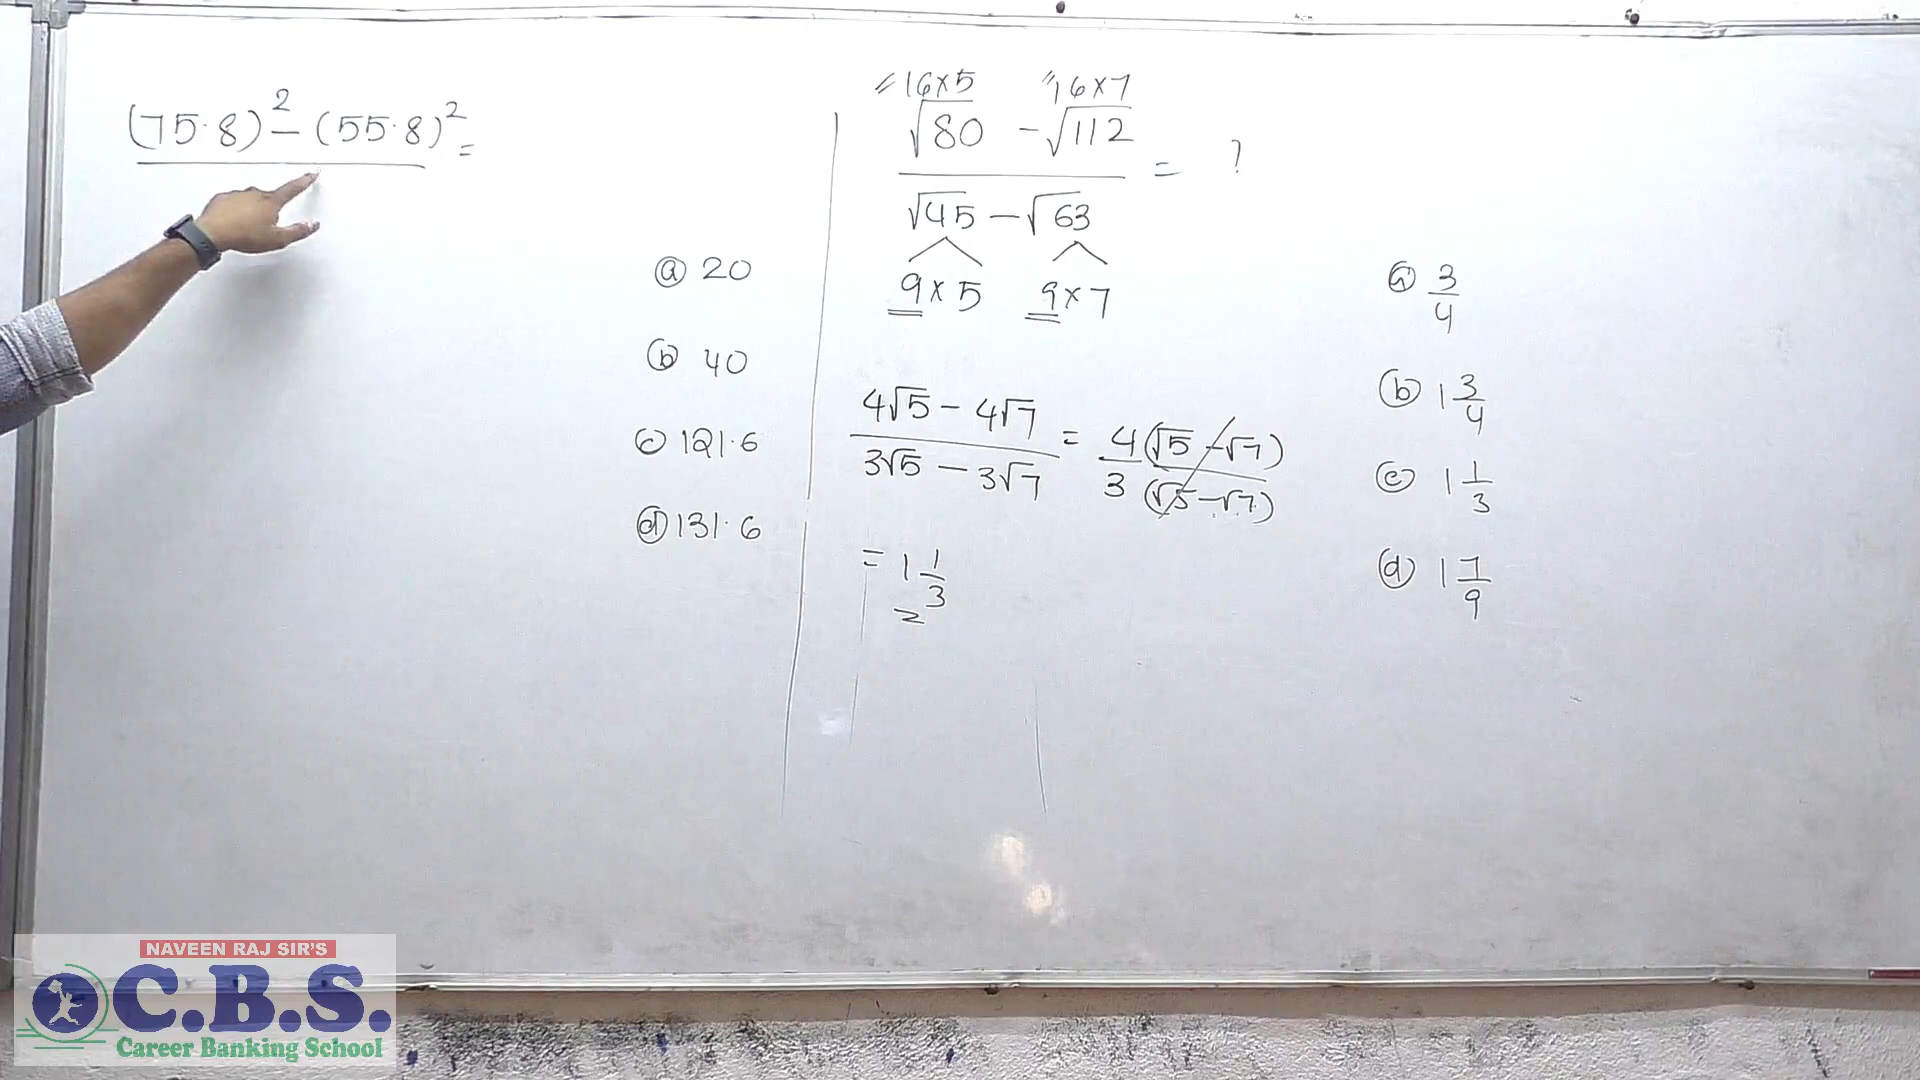 (75.8)² - (55.8)² =
(a) 20
(b) 40
(c) 121.6
(d) 131.6
16×5 16×7
√80 - √112
= ?
√45 - √63
9×5 9×7
4√5 - 4√7 = 4(√5 - √7)
3√5 - 3√7 3(√5 - √7)
= 1 1/3
(a) 3/4
(b) 1 3/4
(c) 1 1/3
(d) 1 7/9
NAVEEN RAJ SIR'S
C.B.S.
Career Banking School